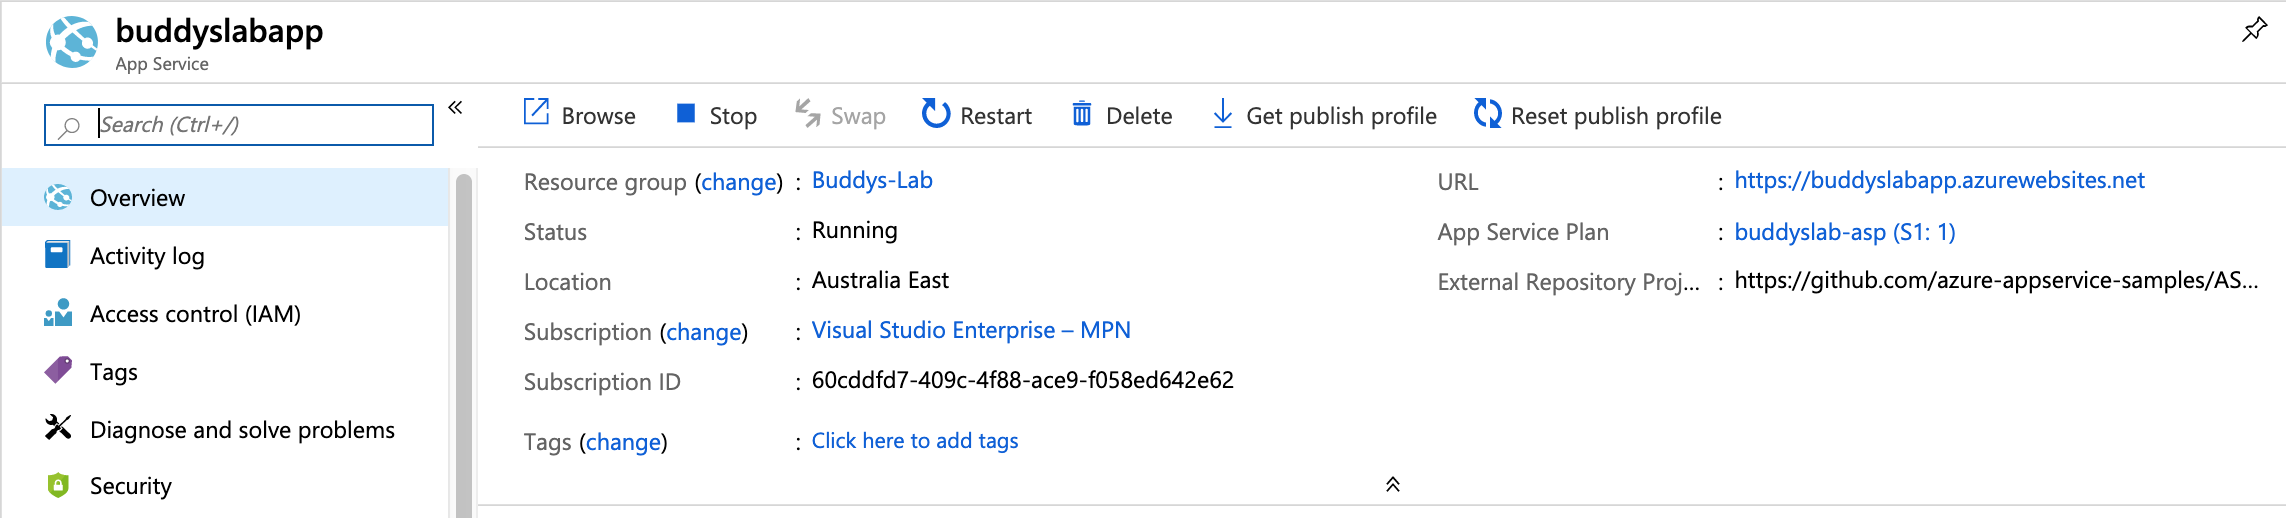 buddyslabapp
App Service
Search (Ctrl+/)
Overview
Activity log
Access control (IAM)
Tags
Diagnose and solve problems
Security
Browse Stop Swap Restart Delete Get publish profile Reset publish profile
Resource group (change) : Buddys-Lab
Status : Running
Location : Australia East
Subscription (change) : Visual Studio Enterprise – MPN
Subscription ID : 60cddfd7-409c-4f88-ace9-f058ed642e62
Tags (change) : Click here to add tags
URL : https://buddyslabapp.azurewebsites.net
App Service Plan : buddyslab-asp (S1: 1)
External Repository Proj... : https://github.com/azure-appservice-samples/AS...